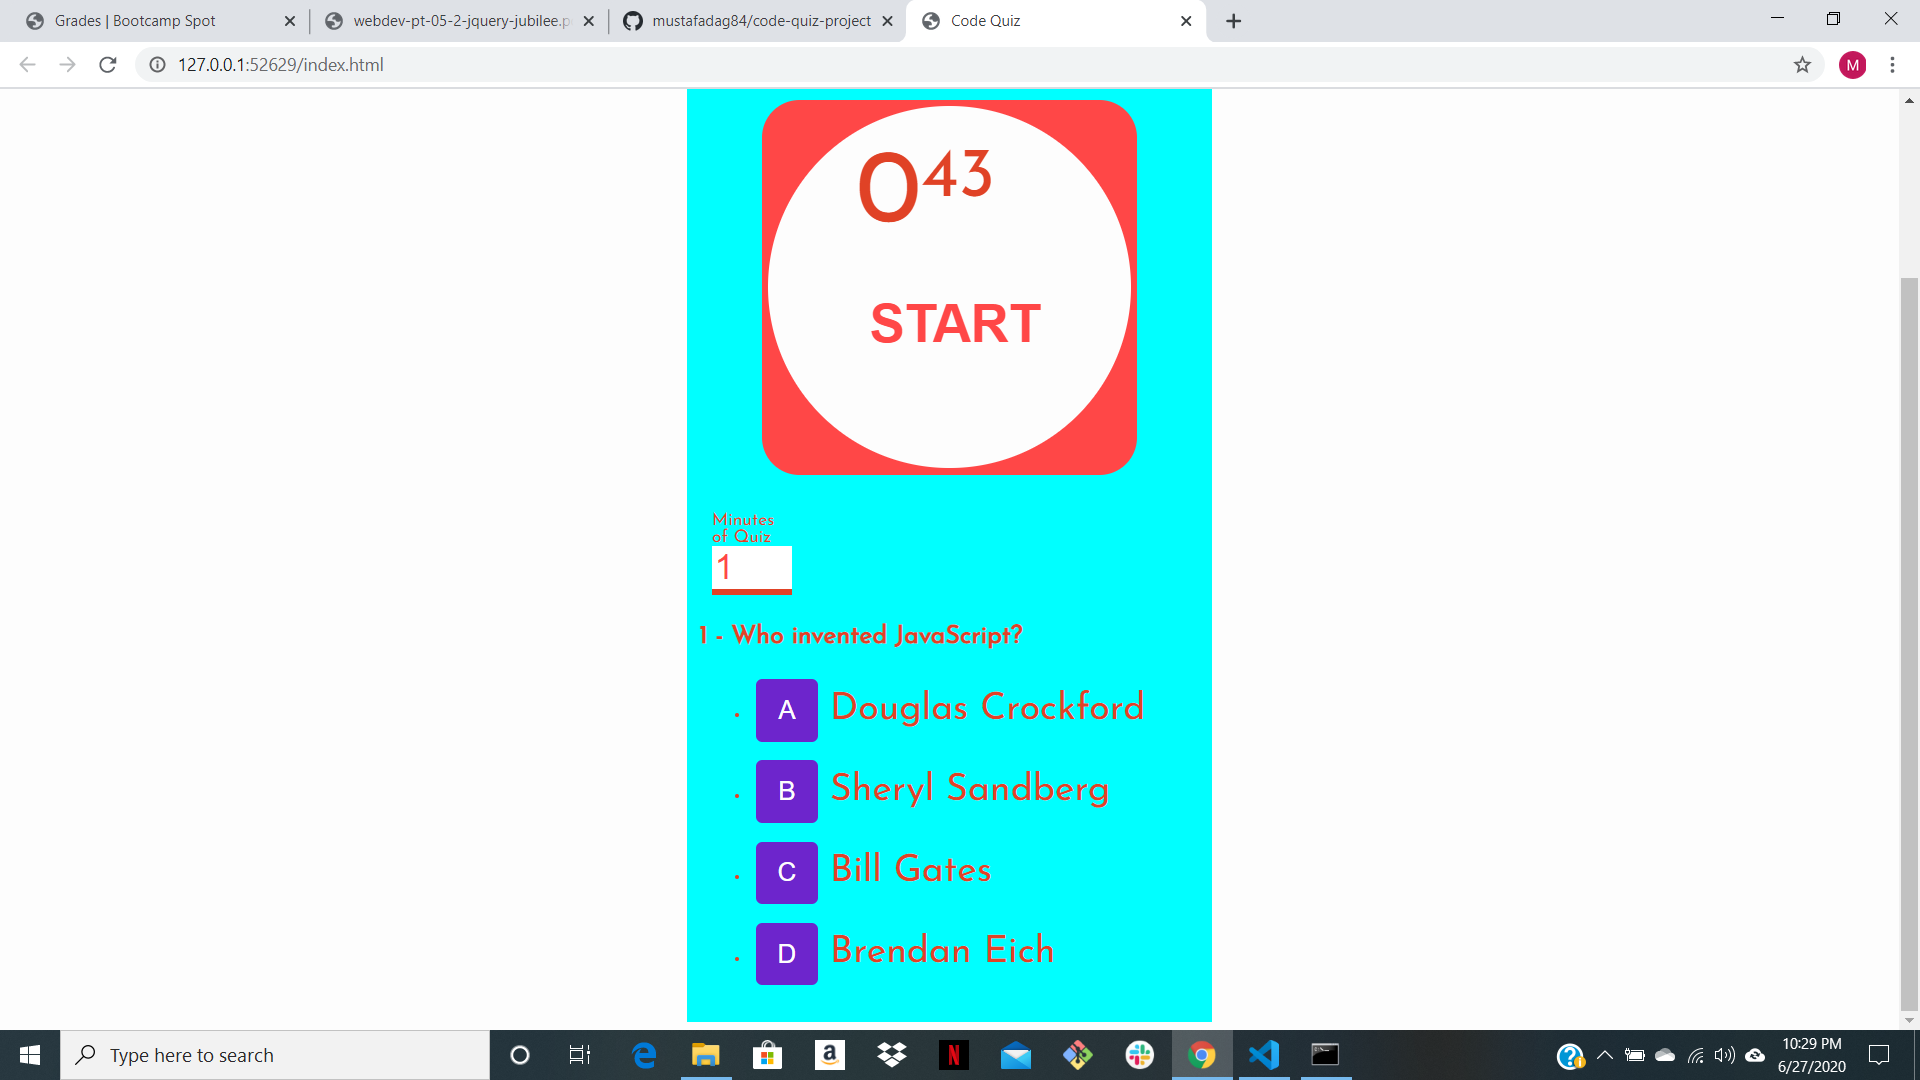 Grades | Bootcamp Spot
webdev-pt-05-2-jquery-jubilee.p
mustafadag84/code-quiz-project
Code Quiz
127.0.0.1:52629/index.html
M
0 43
START
Minutes
of Quiz
1
1 - Who invented JavaScript?
A Douglas Crockford
B Sheryl Sandberg
C Bill Gates
D Brendan Eich
Type here to search
10:29 PM
6/27/2020